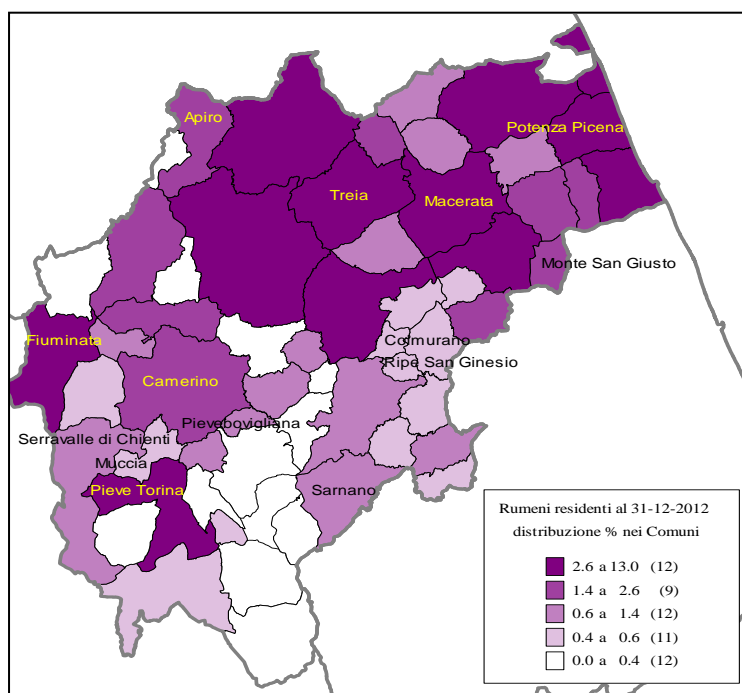 Apiro
Potenza Picena
Treia
Macerata
Monte San Giusto
Fiuminata
Colmurano
Ripe San Ginesio
Camerino
Pievebovigliana
Serravalle di Chienti
Muccia
Pieve Torina
Sarnano
Rumeni residenti al 31-12-2012
distribuzione % nei Comuni
2.6 a 13.0 (12)
1.4 a 2.6 (9)
0.6 a 1.4 (12)
0.4 a 0.6 (11)
0.0 a 0.4 (12)